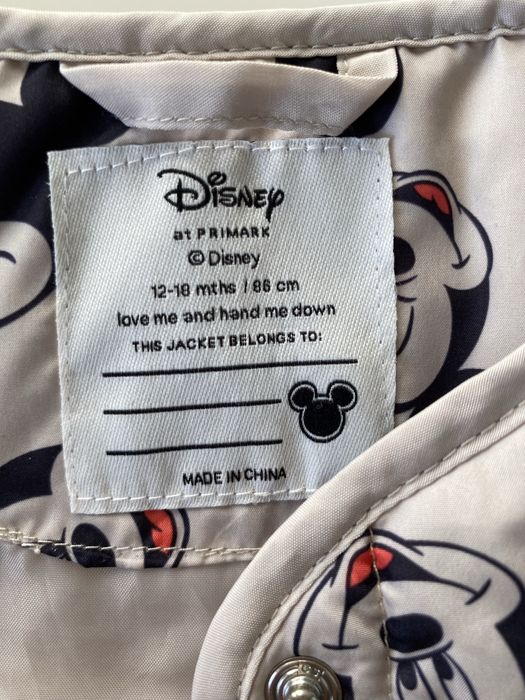 Disney
at PRIMARK
© Disney
12-18 mths / 86 cm
love me and hand me down
THIS JACKET BELONGS TO:
MADE IN CHINA